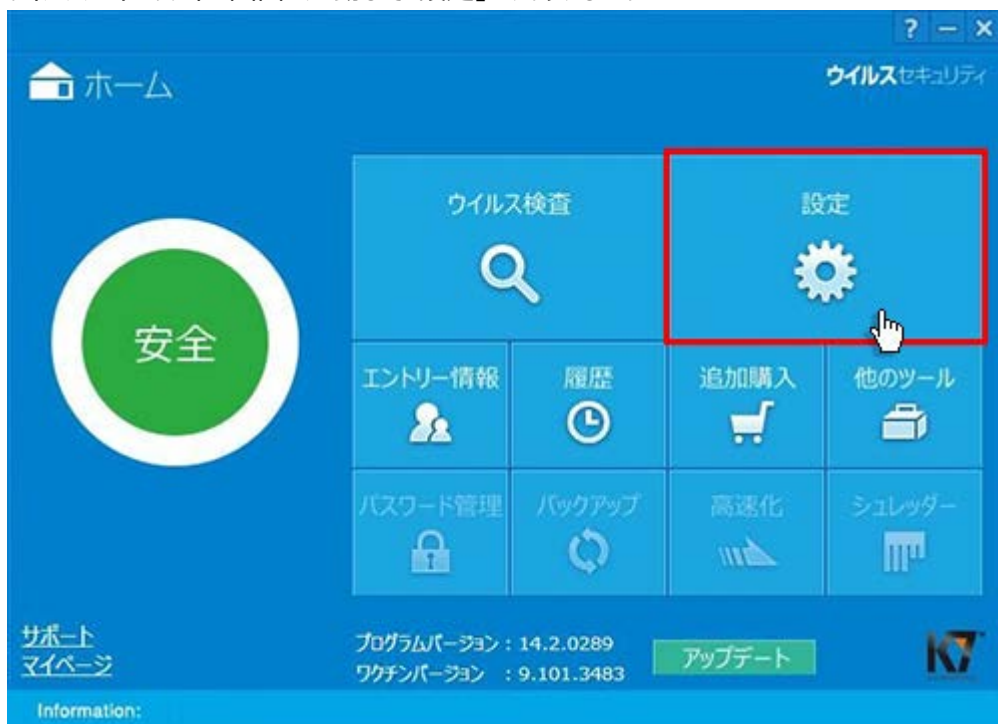 ? － ×
ホーム
ウイルスセキュリティ
ウイルス検査
設定
安全
エントリー情報
履歴
追加購入
他のツール
パスワード管理
バックアップ
高速化
シュレッダー
サポート
マイページ
プログラムバージョン : 14.2.0289
ワクチンバージョン : 9.101.3483
アップデート
K7
Information: